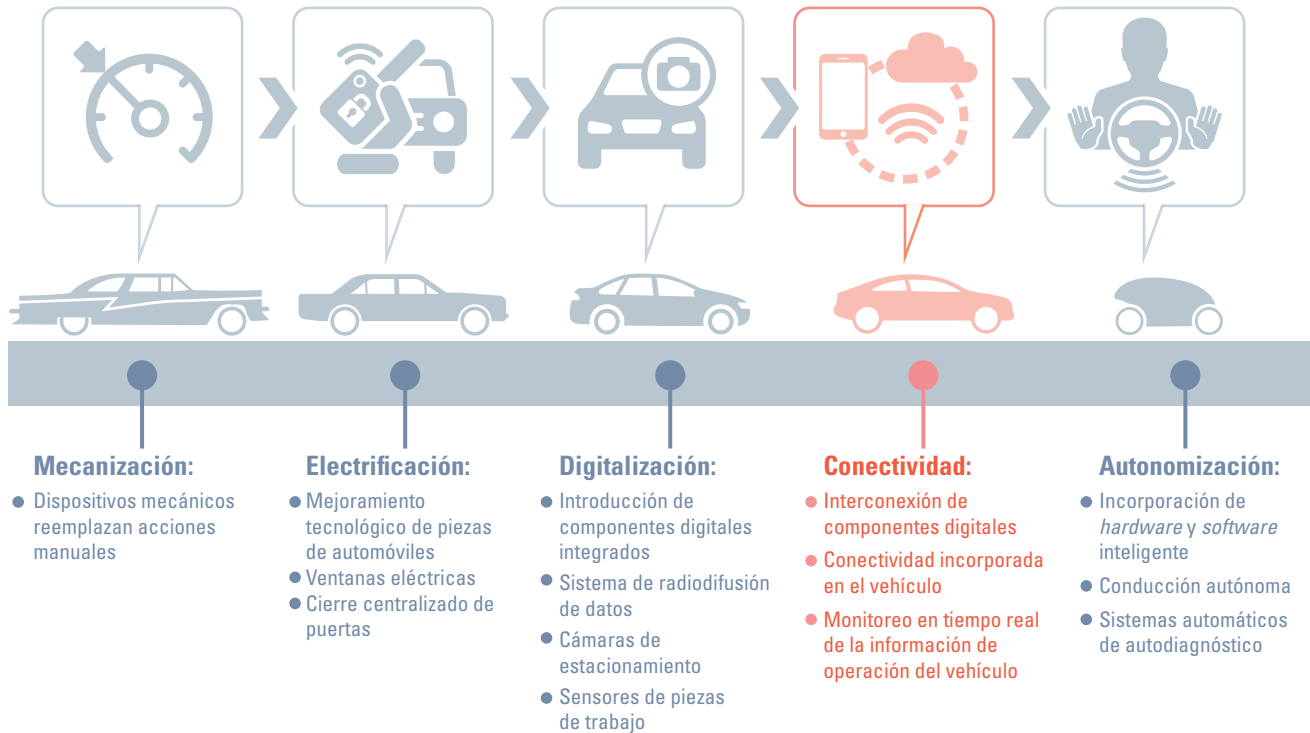 Mecanización:
Dispositivos mecánicos
reemplazan acciones
manuales
Electrificación:
Mejoramiento
tecnológico de piezas
de automóviles
Ventanas eléctricas
Cierre centralizado de
puertas
Digitalización:
Introducción de
componentes digitales
integrados
Sistema de radiodifusión
de datos
Cámaras de
estacionamiento
Sensores de piezas
de trabajo
Conectividad:
Interconexión de
componentes digitales
Conectividad incorporada
en el vehículo
Monitoreo en tiempo real
de la información de
operación del vehículo
Autonomización:
Incorporación de
hardware y software
inteligente
Conducción autónoma
Sistemas automáticos
de autodiagnóstico